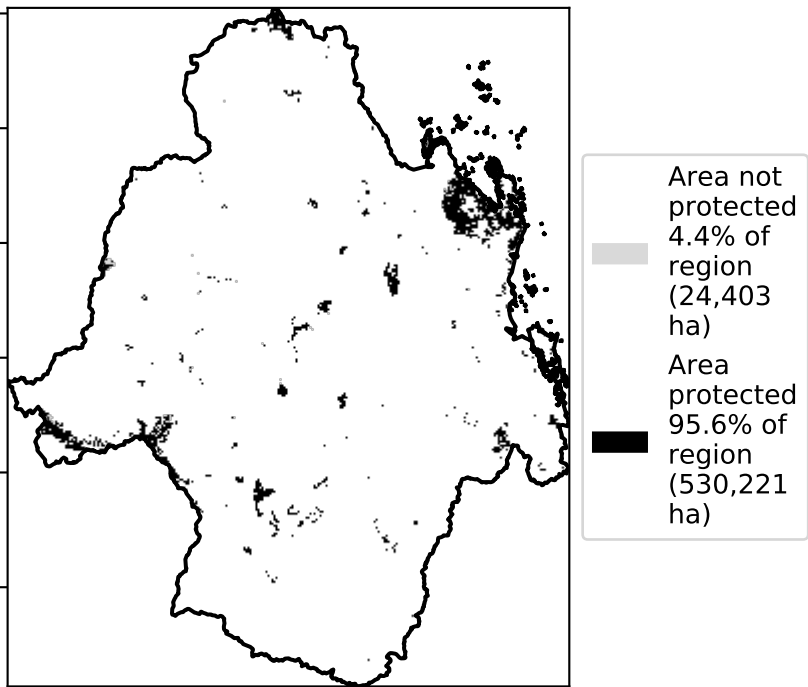 Area not
protected
4.4% of
region
(24,403
ha)
Area
protected
95.6% of
region
(530,221
ha)